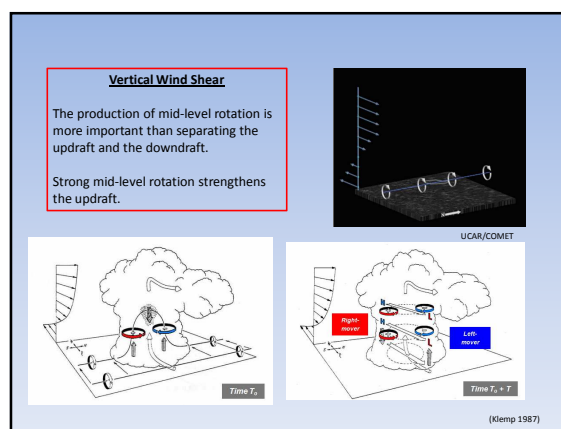 Vertical Wind Shear
The production of mid-level rotation is
more important than separating the
updraft and the downdraft.
Strong mid-level rotation strengthens
the updraft.
UCAR/COMET
Time T₀
Right-
mover
Left-
mover
H
L
H
L
Time T₀ + T
(Klemp 1987)